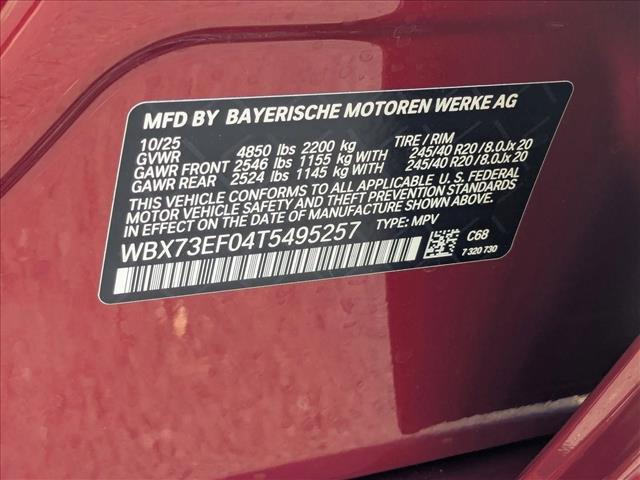 MFD BY BAYERISCHE MOTOREN WERKE AG
10/25
GVWR 4850 lbs 2200 kg TIRE / RIM
GAWR FRONT 2546 lbs 1155 kg WITH 245/40 R20/8.0Jx20
GAWR REAR 2524 lbs 1145 kg WITH 245/40 R20/8.0Jx20
THIS VEHICLE CONFORMS TO ALL APPLICABLE U. S. FEDERAL
MOTOR VEHICLE SAFETY AND THEFT PREVENTION STANDARDS
IN EFFECT ON THE DATE OF MANUFACTURE SHOWN ABOVE.
WBX73EF04T5495257 TYPE: MPV
C68
7 320 730